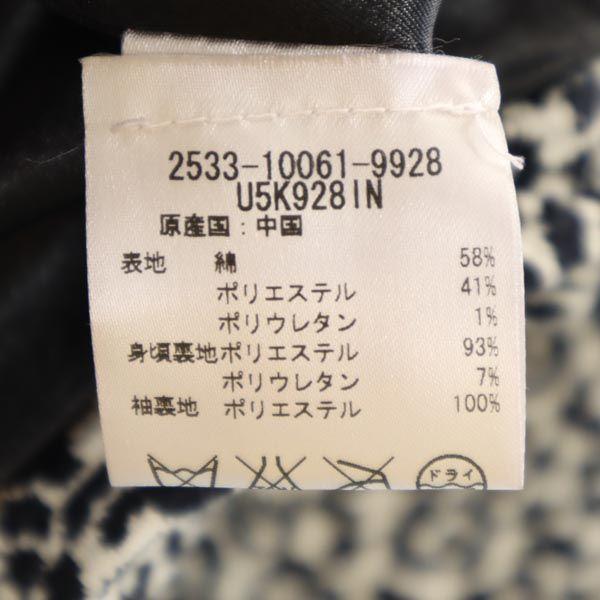 2533-10061-9928
U5K928IN
原産国:中国
表地 綿 58%
ポリエステル 41%
ポリウレタン 1%
身頃裏地ポリエステル 93%
ポリウレタン 7%
袖裏地 ポリエステル 100%
ドライ